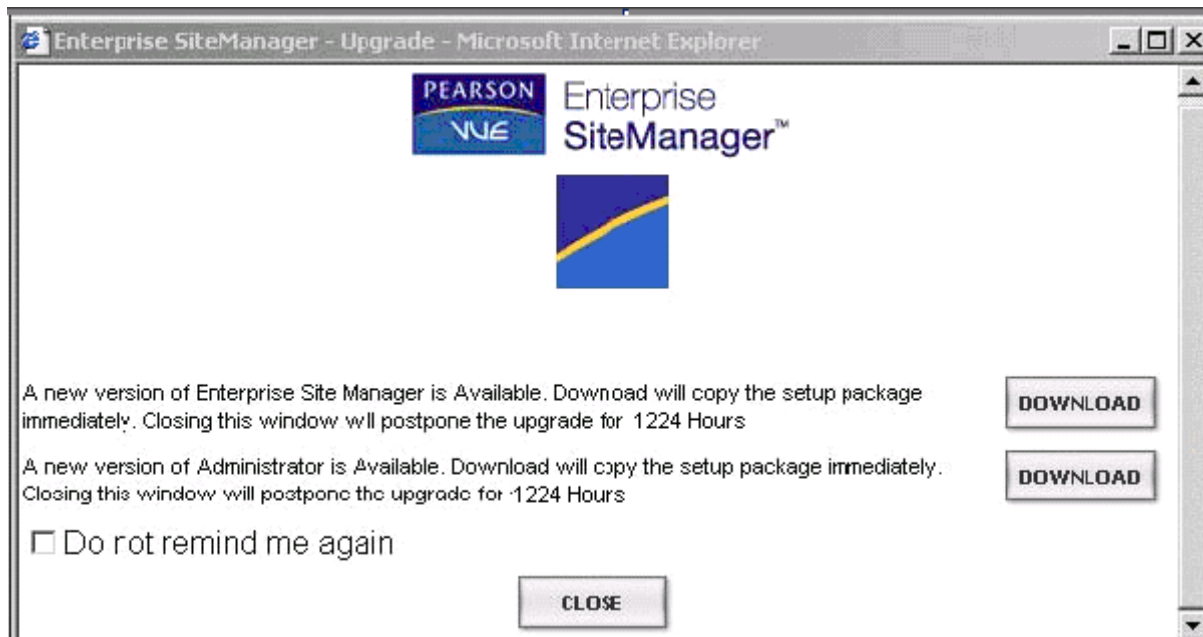 Enterprise SiteManager - Upgrade - Microsoft Internet Explorer
PEARSON
VUE
Enterprise
SiteManager™
A new version of Enterprise Site Manager is Available. Downoad will copy the setup package
immediately. Closing this window will postpone the upgrade for 1224 Hours
DOWNLOAD
A new version of Administrator is Available. Download will copy the setup package immediately.
Closing this window will postpone the upgrade for 1224 Hours
DOWNLOAD
Do not remind me again
CLOSE